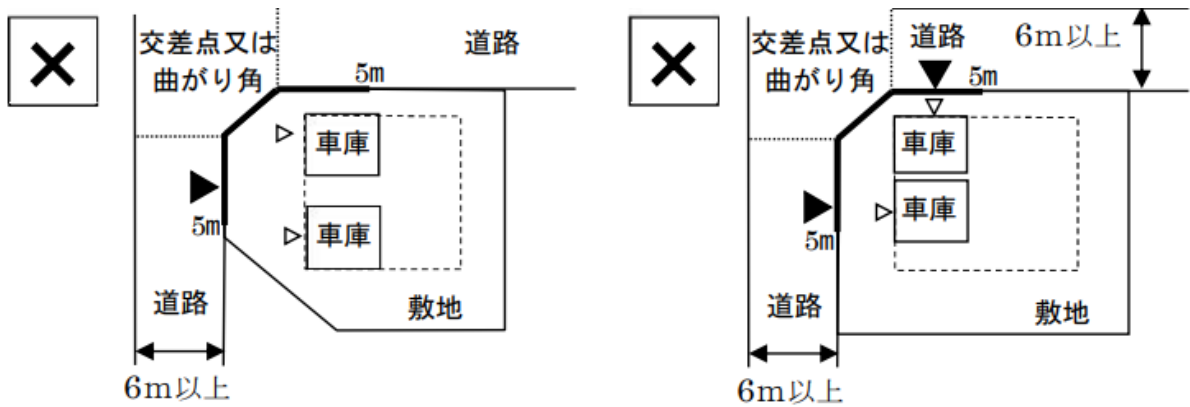 交差点又は
曲がり角
道路
5m
車庫
車庫
5m
道路
敷地
6m以上
交差点又は
曲がり角
道路
6m以上
5m
車庫
車庫
5m
道路
敷地
6m以上